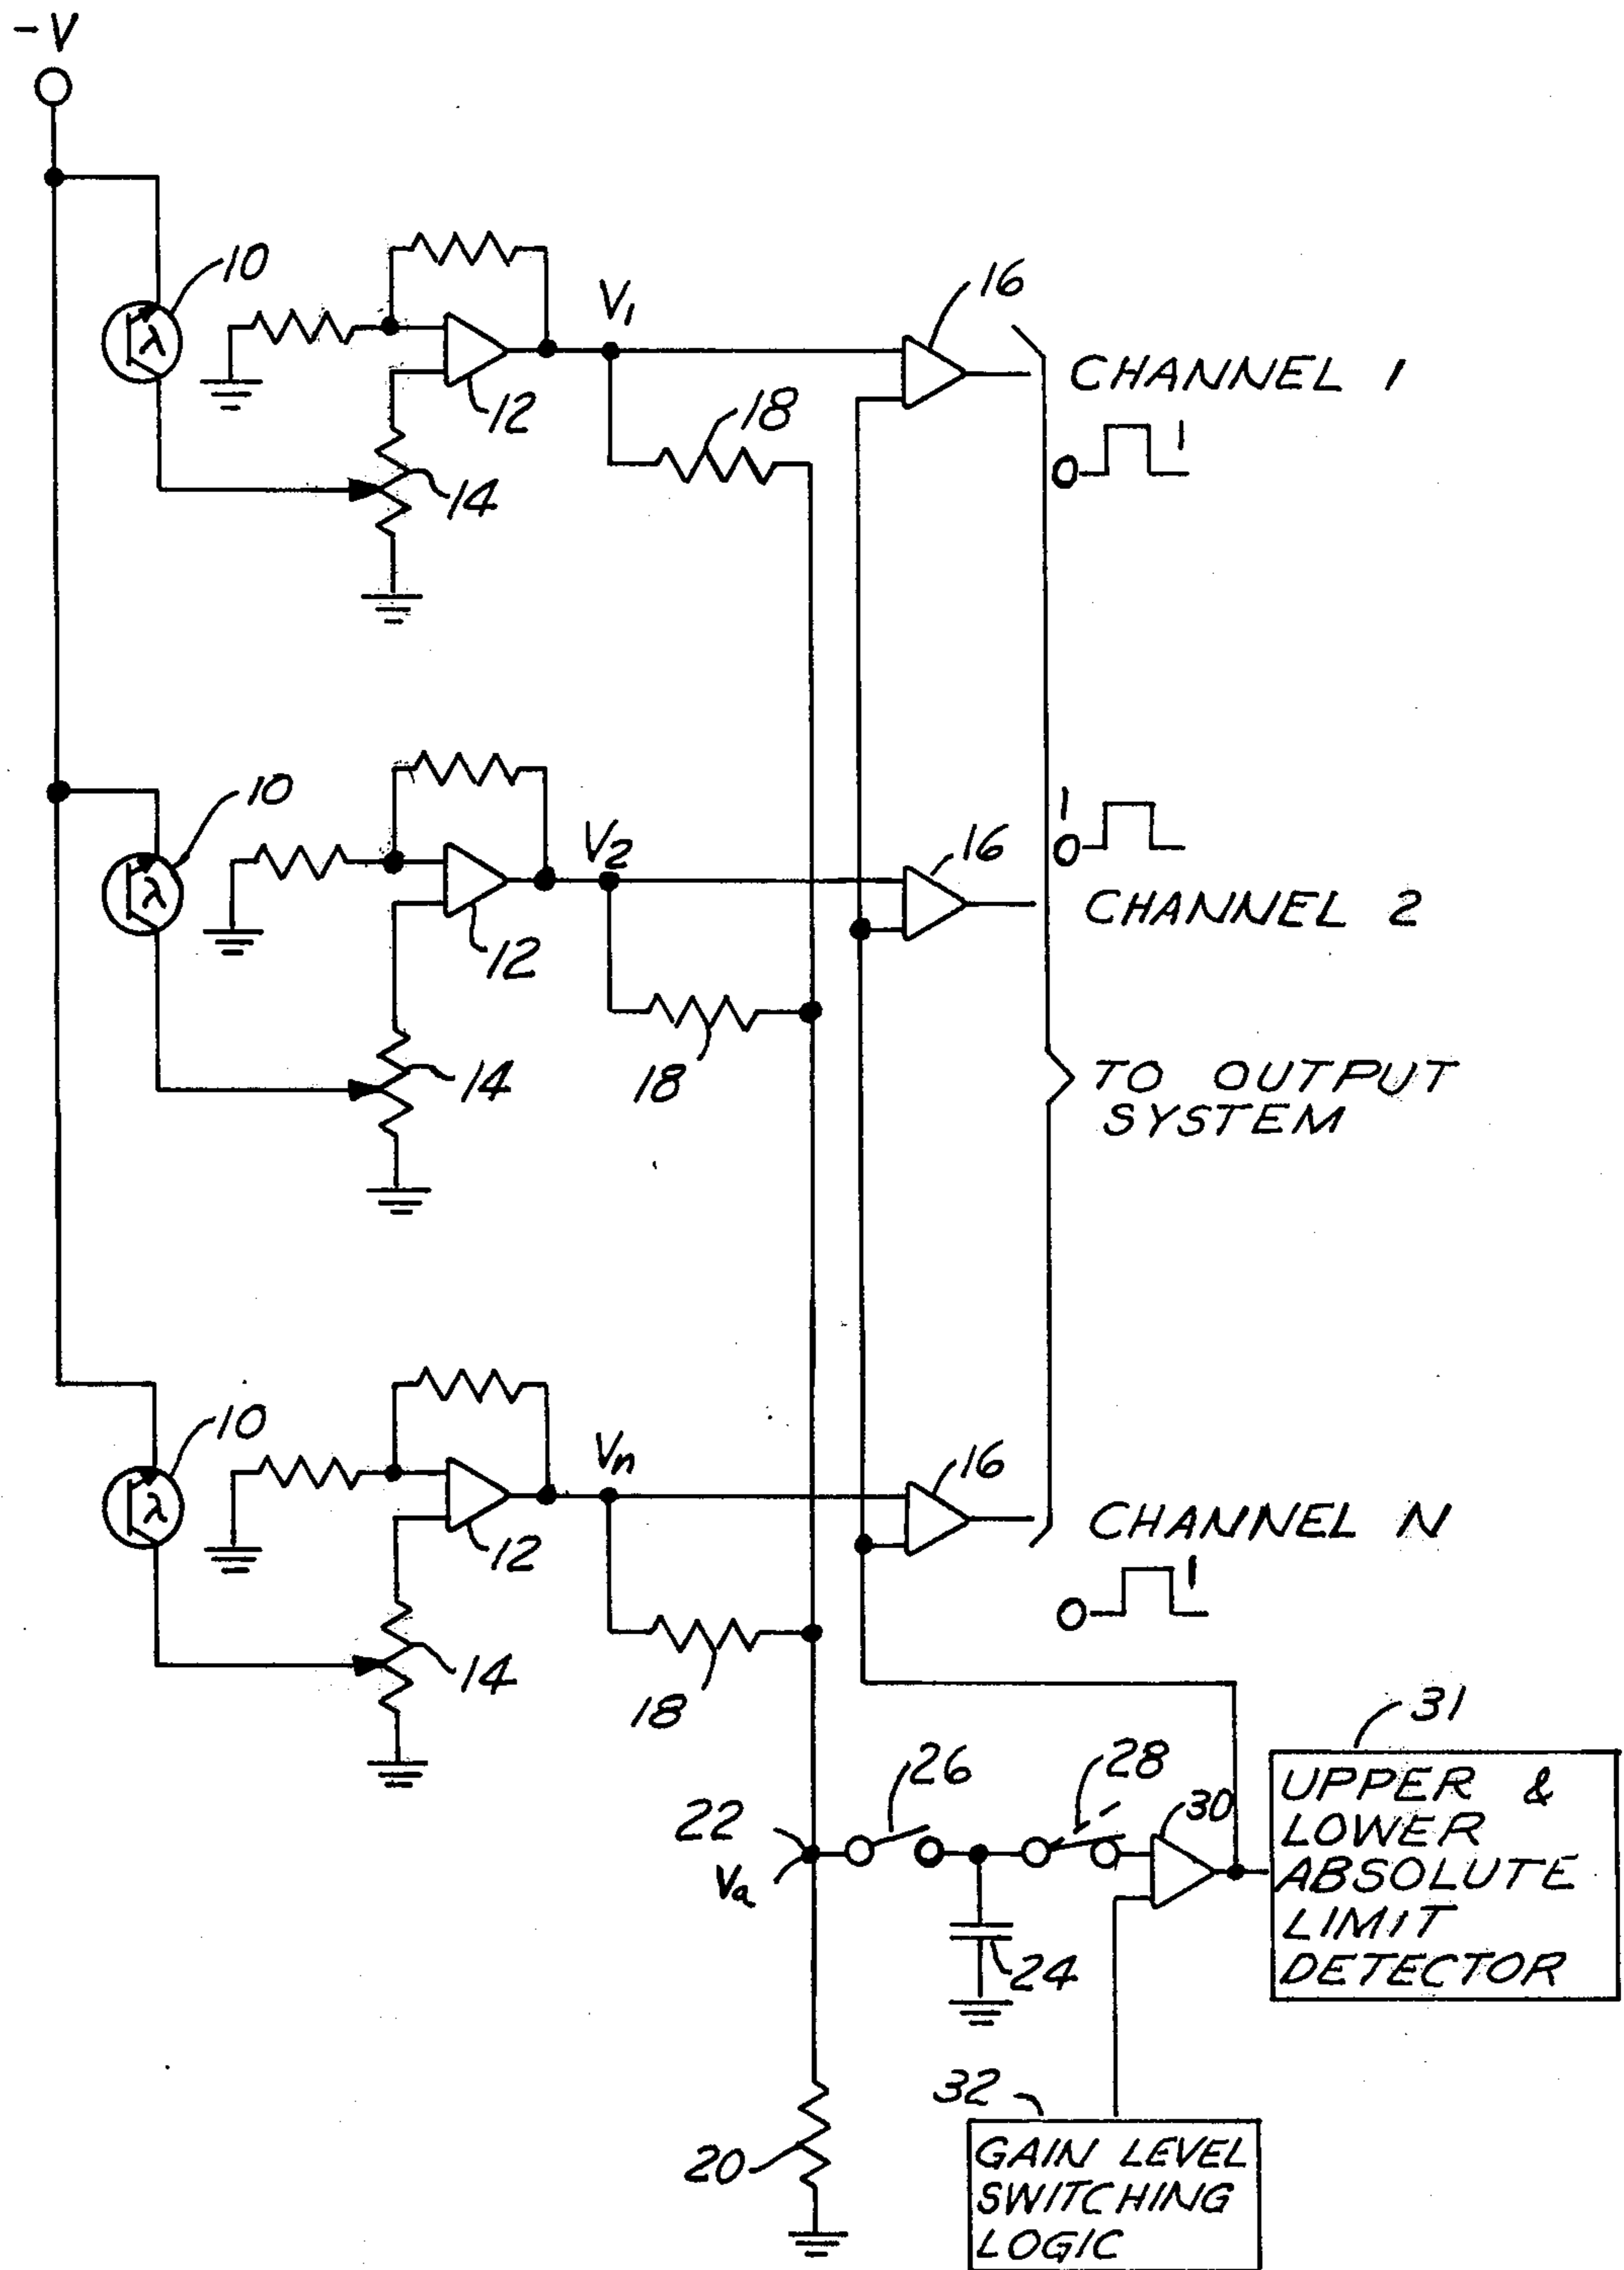 -V
10
V1
16
CHANNEL 1
12
18
0 1
14
10
V2
16
1
0
CHANNEL 2
12
14
18
TO OUTPUT
SYSTEM
10
Vn
16
CHANNEL N
12
0 1
14
18
31
22
Va
26
28
30
UPPER &
LOWER
ABSOLUTE
LIMIT
DETECTOR
24
32
20
GAIN LEVEL
SWITCHING
LOGIC
λ
λ
λ